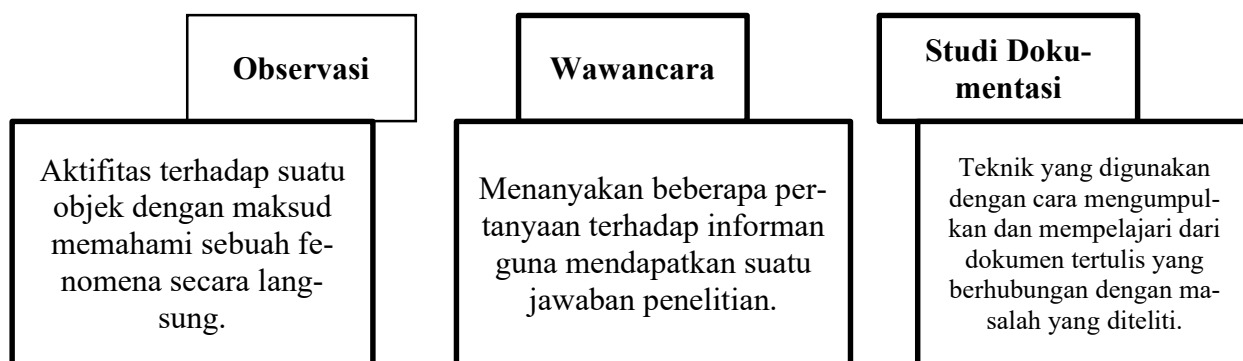 Observasi
Aktifitas terhadap suatu
objek dengan maksud
memahami sebuah fe-
nomena secara lang-
sung.
Wawancara
Menanyakan beberapa per-
tanyaan terhadap informan
guna mendapatkan suatu
jawaban penelitian.
Studi Doku-
mentasi
Teknik yang digunakan
dengan cara mengumpul-
kan dan mempelajari dari
dokumen tertulis yang
berhubungan dengan ma-
salah yang diteliti.